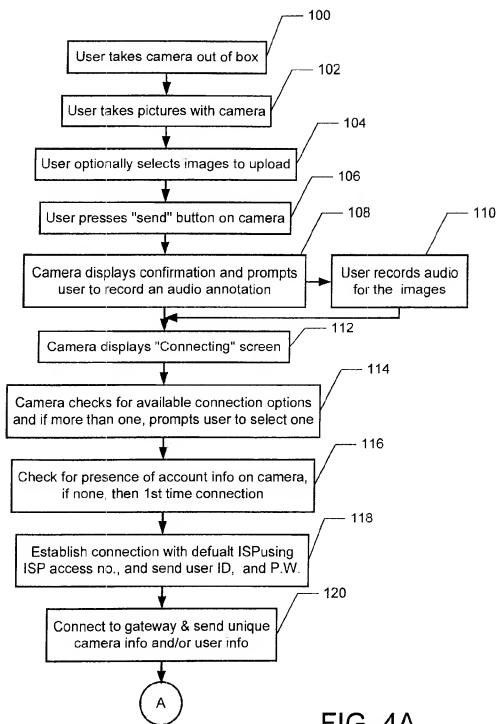 100
User takes camera out of box
102
User takes pictures with camera
104
User optionally selects images to upload
106
User presses "send" button on camera
108
110
Camera displays confirmation and prompts
user to record an audio annotation
User records audio
for the images
112
Camera displays "Connecting" screen
114
Camera checks for available connection options
and if more than one, prompts user to select one
116
Check for presence of account info on camera,
if none, then 1st time connection
118
Establish connection with defualt ISPusing
ISP access no., and send user ID, and P.W.
120
Connect to gateway & send unique
camera info and/or user info
A
FIG. 4A